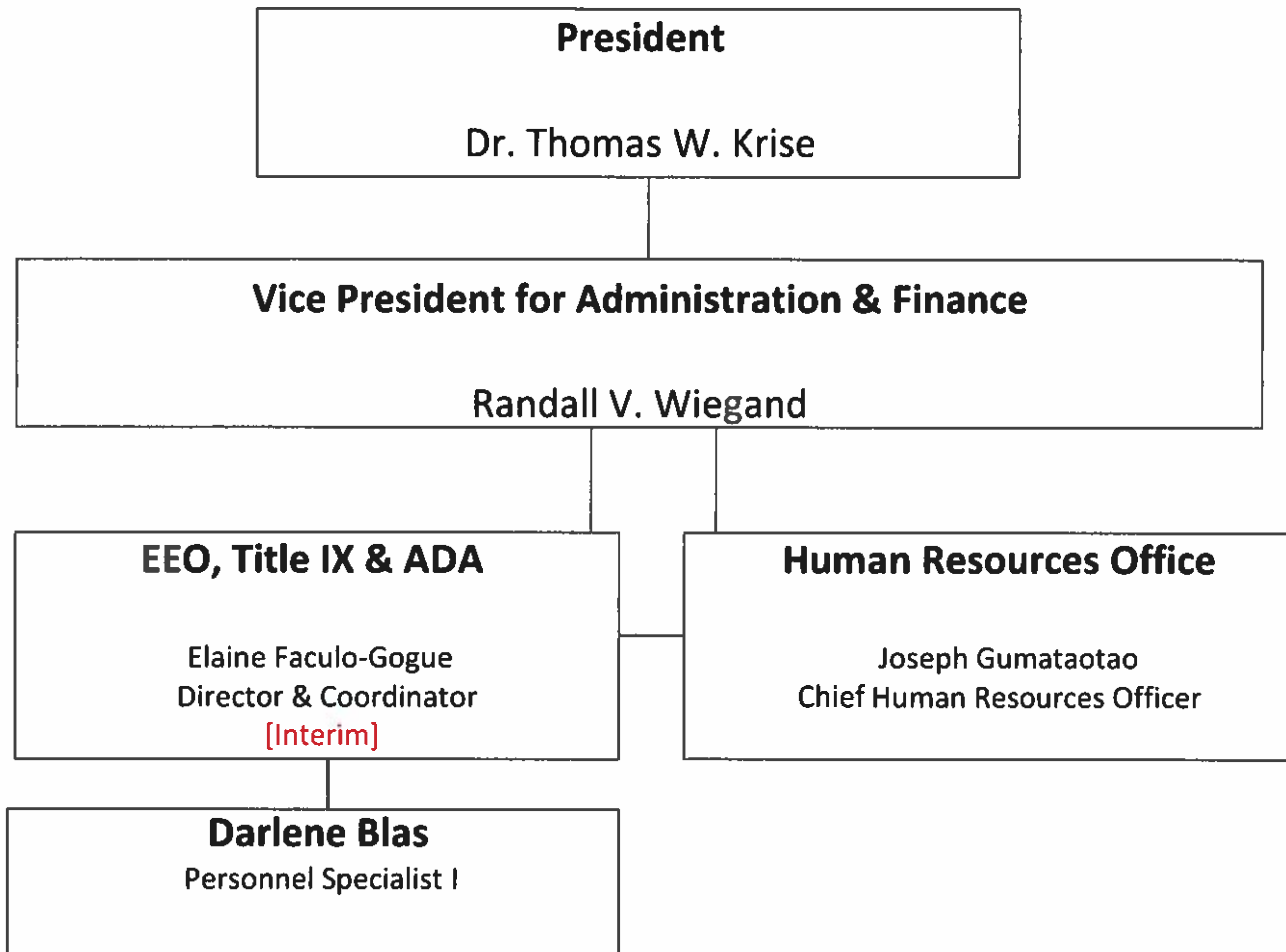 President
Dr. Thomas W. Krise
Vice President for Administration & Finance
Randall V. Wiegand
EEO, Title IX & ADA
Elaine Faculo-Gogue
Director & Coordinator
[Interim]
Human Resources Office
Joseph Gumataotao
Chief Human Resources Officer
Darlene Blas
Personnel Specialist I